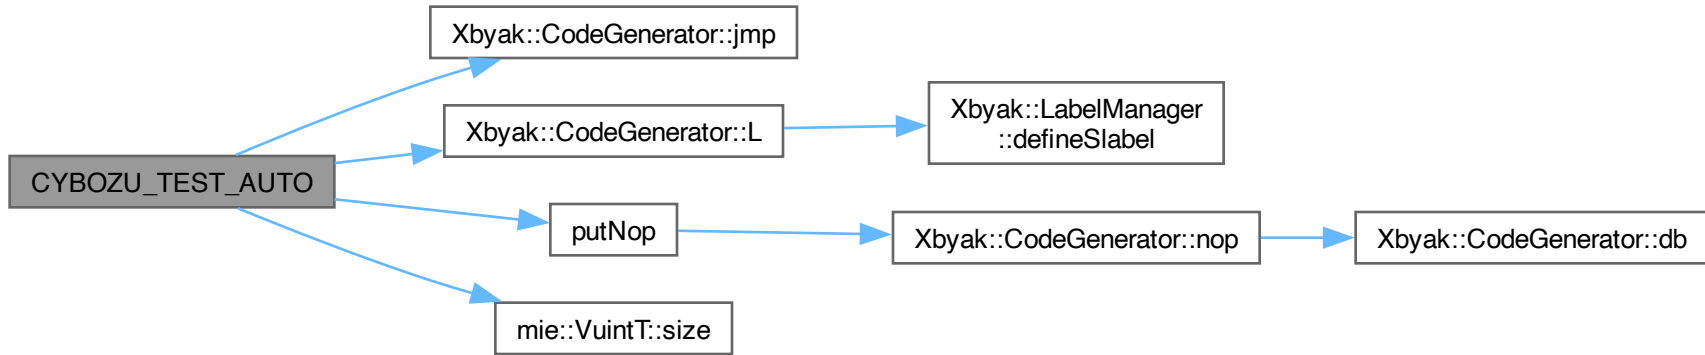 Xbyak::CodeGenerator::jmp
Xbyak::CodeGenerator::L
Xbyak::LabelManager
::defineSlabel
CYBOZU_TEST_AUTO
putNop
Xbyak::CodeGenerator::nop
Xbyak::CodeGenerator::db
mie::VuintT::size